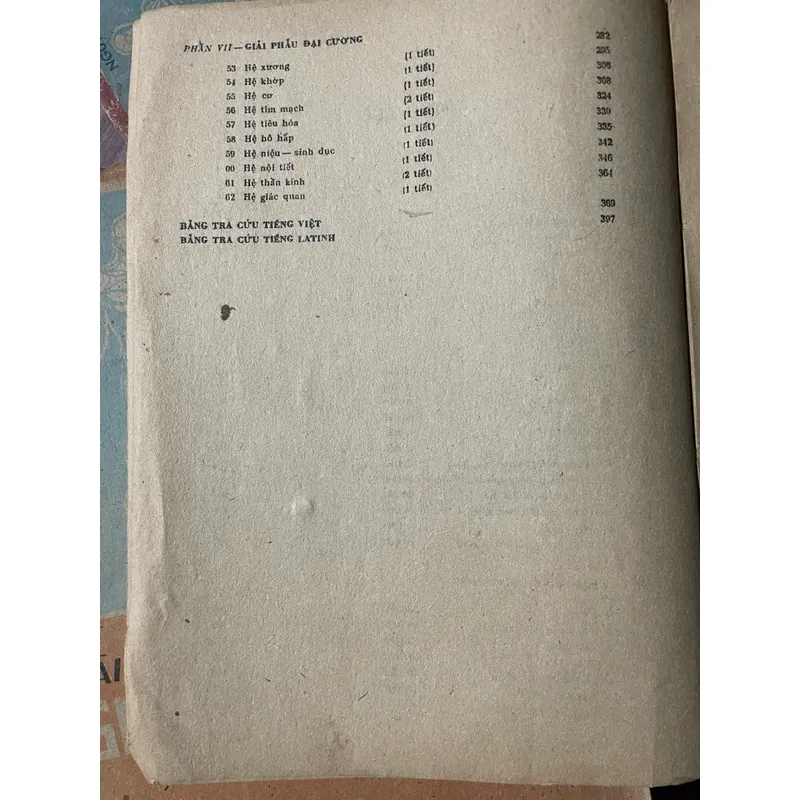 PHẦN VII — GIẢI PHẪU ĐẠI CƯƠNG
53 Hệ xương (1 tiết) 282
54 Hệ khớp (1 tiết) 295
55 Hệ cơ (1 tiết) 306
56 Hệ tim mạch (2 tiết) 308
57 Hệ tiêu hóa (1 tiết) 324
58 Hệ hô hấp (1 tiết) 330
59 Hệ niệu — sinh dục (1 tiết) 335
00 Hệ nội tiết (1 tiết) 342
61 Hệ thần kinh (2 tiết) 346
62 Hệ giác quan (1 tiết) 364
BẢNG TRA CỨU TIẾNG VIỆT 369
BẢNG TRA CỨU TIẾNG LATINH 397